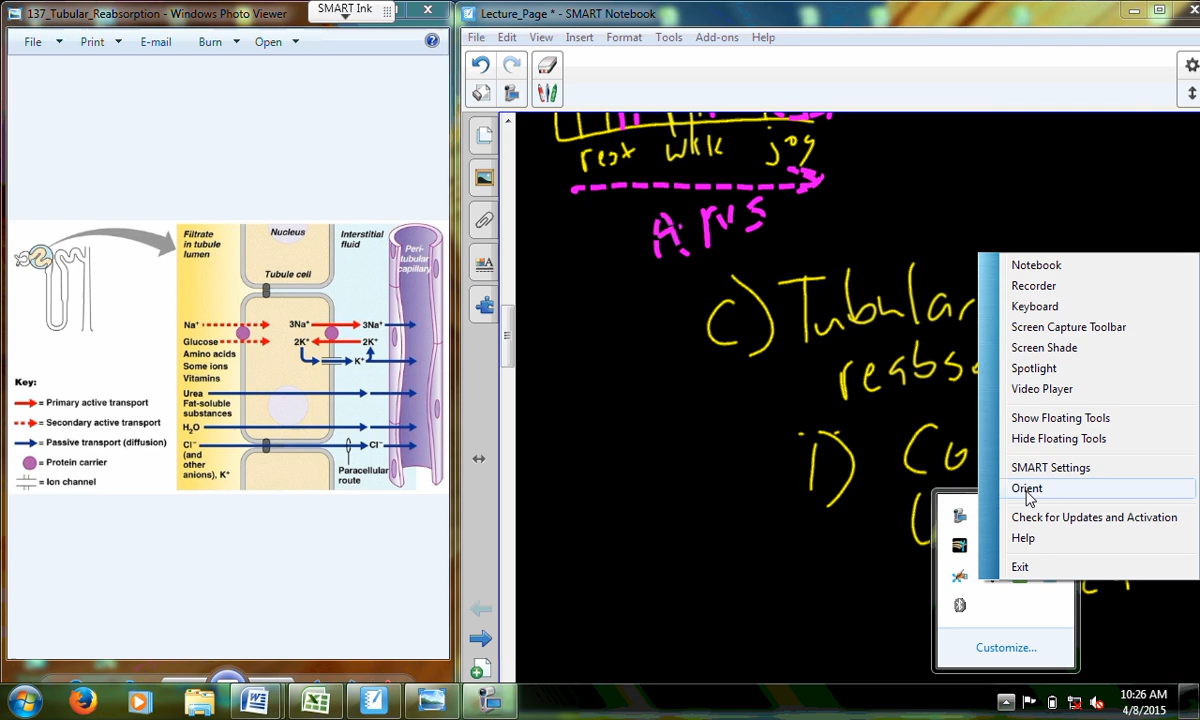 137_Tubular_Reabsorption - Windows Photo Viewer
SMART Ink
File Print E-mail Burn Open
Filtrate in tubule lumen
Nucleus
Tubule cell
Interstitial fluid
Peri-tubular capillary
Na⁺ 3Na⁺ 3Na⁺
Glucose 2K⁺ 2K⁺
Amino acids
Some ions K⁺
Vitamins
Urea
Fat-soluble
substances
H₂O
Cl⁻ Cl⁻ Cl⁻
(and
other
anions), K⁺
Paracellular
route
Key:
= Primary active transport
= Secondary active transport
= Passive transport (diffusion)
= Protein carrier
= Ion channel
Lecture_Page * - SMART Notebook
File Edit View Insert Format Tools Add-ons Help
rest wlk jog
C) Tubular
i) Co
Notebook
Recorder
Keyboard
Screen Capture Toolbar
Screen Shade
Spotlight
Video Player
Show Floating Tools
Hide Floating Tools
SMART Settings
Orient
Check for Updates and Activation
Help
Exit
Customize...
10:26 AM
4/8/2015